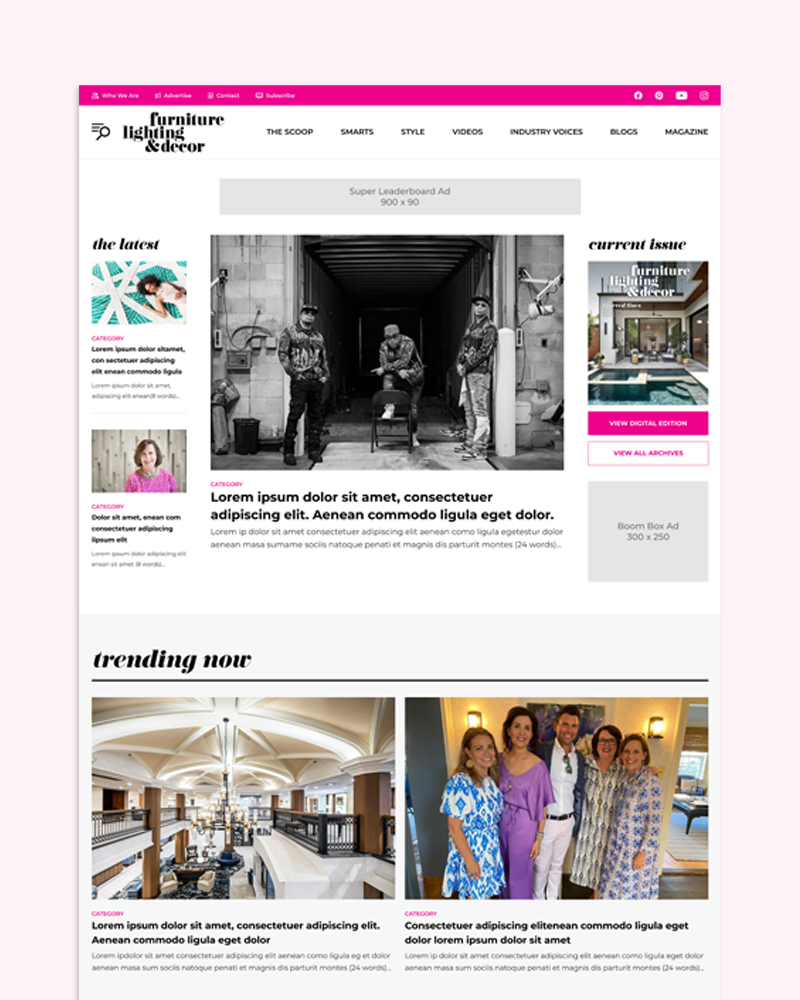 Who We Are
Advertise
Contact
Subscribe
furniture
lighting
&decor
THE SCOOP
SMARTS
STYLE
VIDEOS
INDUSTRY VOICES
BLOGS
MAGAZINE
Super Leaderboard Ad
900 x 90
the latest
CATEGORY
Lorem ipsum dolor sitamet,
con sectetuer adipiscing
elit enean commodo ligula
Lorem ipsum dolor sit amet,
adipiscing elit enean(8 words)...
CATEGORY
Dolor sit amet, enean com
consectetuer adipiscing
lipsum elit
Lorem ipsum dolor adipiscing elit
enean sit amet (8 words)...
CATEGORY
Lorem ipsum dolor sit amet, consectetuer
adipiscing elit. Aenean commodo ligula eget dolor.
Lorem ip dolor sit amet consectetuer adipiscing elit aenean como ligula egetestur dolor
aenean masa sumame sociis natoque penati et magnis dis parturit montes (24 words)...
current issue
furniture
lighting
&decor
VIEW DIGITAL EDITION
VIEW ALL ARCHIVES
Boom Box Ad
300 x 250
trending now
CATEGORY
Lorem ipsum dolor sit amet, consectetuer adipiscing elit.
Aenean commodo ligula eget dolor
Lorem ipdolor sit amet consectetuer adipiscing elit aenean com ligula eg et dolor
aenean masa sum sociis natoque penati et magnis dis parturit montes (24 words)...
CATEGORY
Consectetuer adipiscing elitenean commodo ligula eget
dolor lorem ipsum dolor sit amet
Lorem ip dolor sit amet consectetuer adipiscing elit aenean com ligula eget dolor
aenean masa sum sociis natoque penati et magnis dis parturit montes (24 words)...